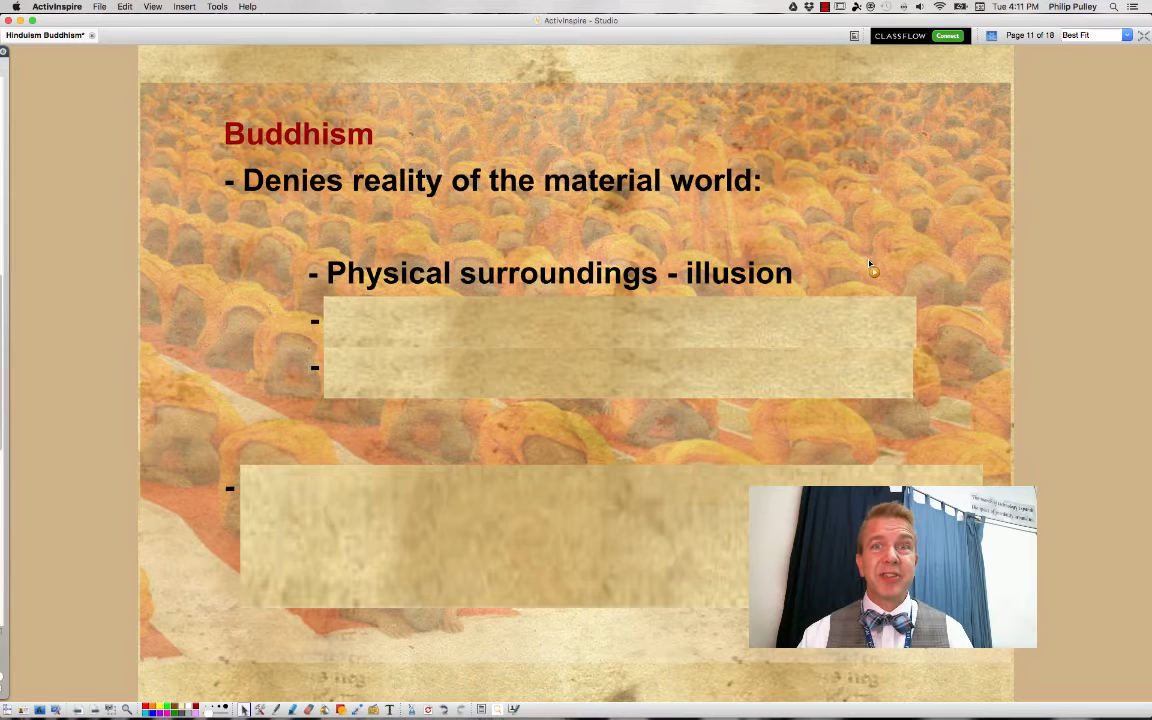 ActivInspire File Edit View Insert Tools Help Tue 4:11 PM Philip Pulley
ActivInspire - Studio
Hinduism Buddhism* CLASSFLOW Connect Page 11 of 18 Best Fit
Buddhism
- Denies reality of the material world:
- Physical surroundings - illusion
-
-
-